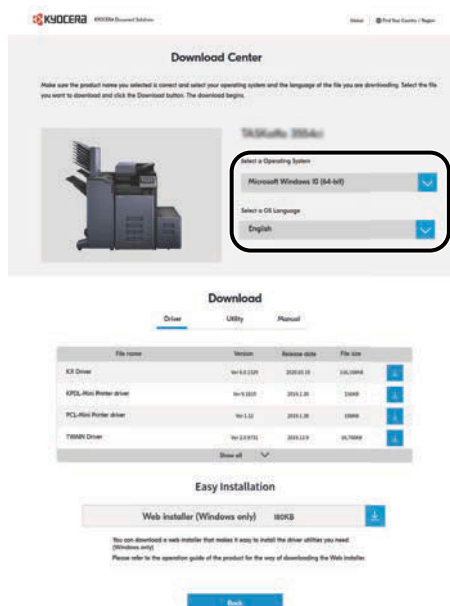 KYOCERA KYOCERA Document Solutions
Global Find Your Country / Region
Download Center
Make sure the product name you selected is correct and select your operating system and the language of the file you are downloading. Select the file
you want to download and click the Download button. The download begins.
Select a Operating System
Microsoft Windows 10 (64-bit)
Select a OS Language
English
Download
Driver Utility Manual
File name Version Release date File size
KX Driver
KPDL-Mini Printer driver
PCL-Mini Printer driver
TWAIN Driver
Show all
Easy Installation
Web installer (Windows only) 180KB
You can download a web installer that makes it easy to install the driver utilities you need
(Windows only)
Please refer to the operation guide of the product for the way of downloading the Web installer.
Back